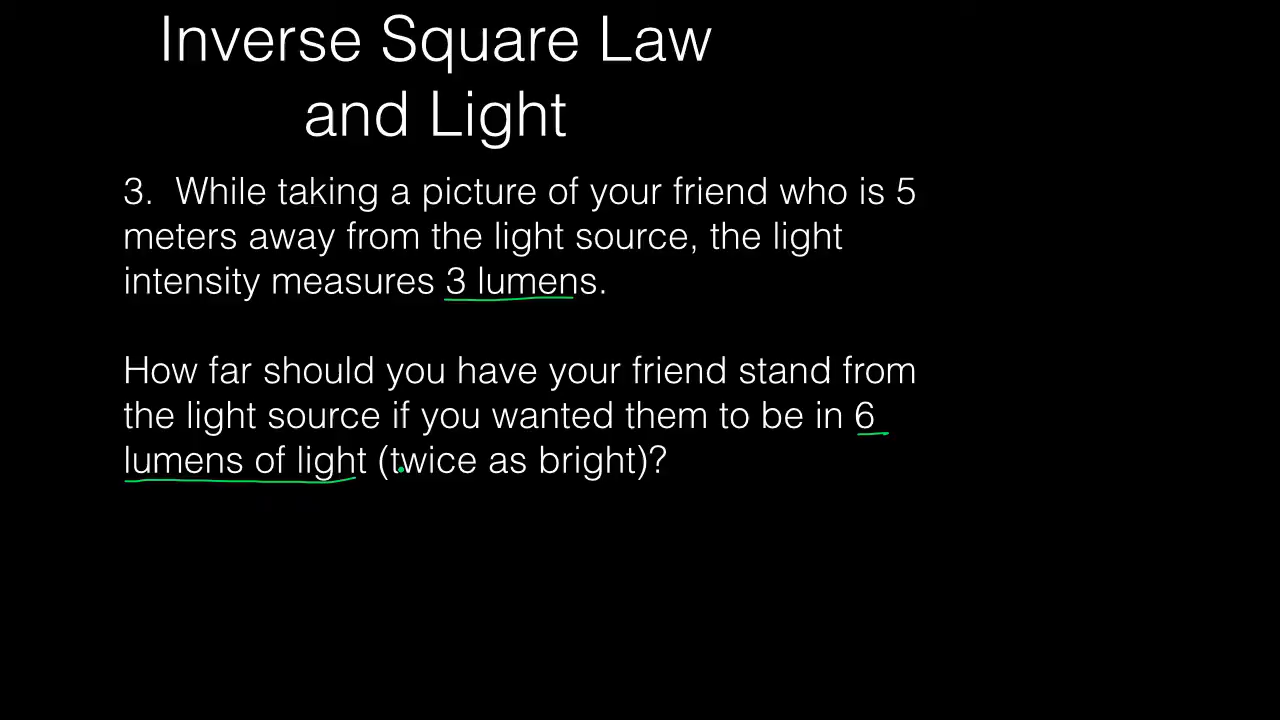 Inverse Square Law
and Light
3. While taking a picture of your friend who is 5
meters away from the light source, the light
intensity measures 3 lumens.
How far should you have your friend stand from
the light source if you wanted them to be in 6
lumens of light (twice as bright)?